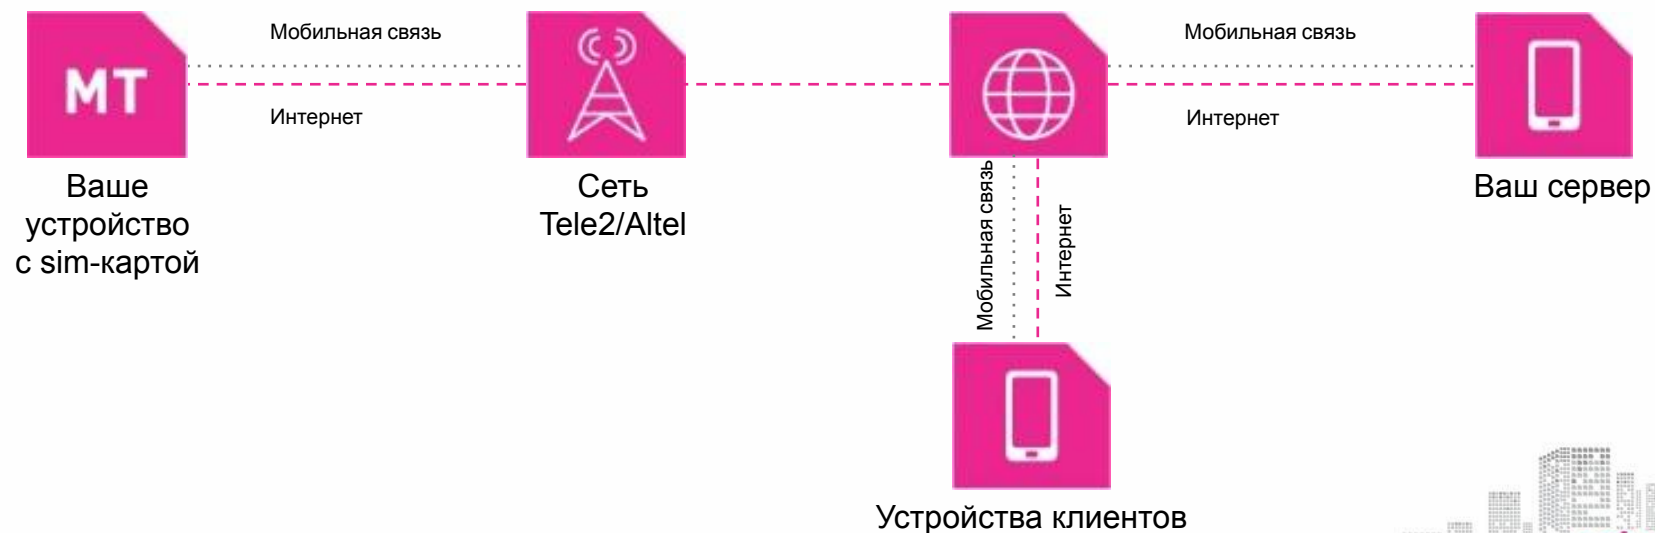 Мобильная связь
Мобильная связь
МТ
Интернет
Интернет
Ваше
устройство
с sim-картой
Сеть
Tele2/Altel
Мобильная связь
Интернет
Ваш сервер
Устройства клиентов